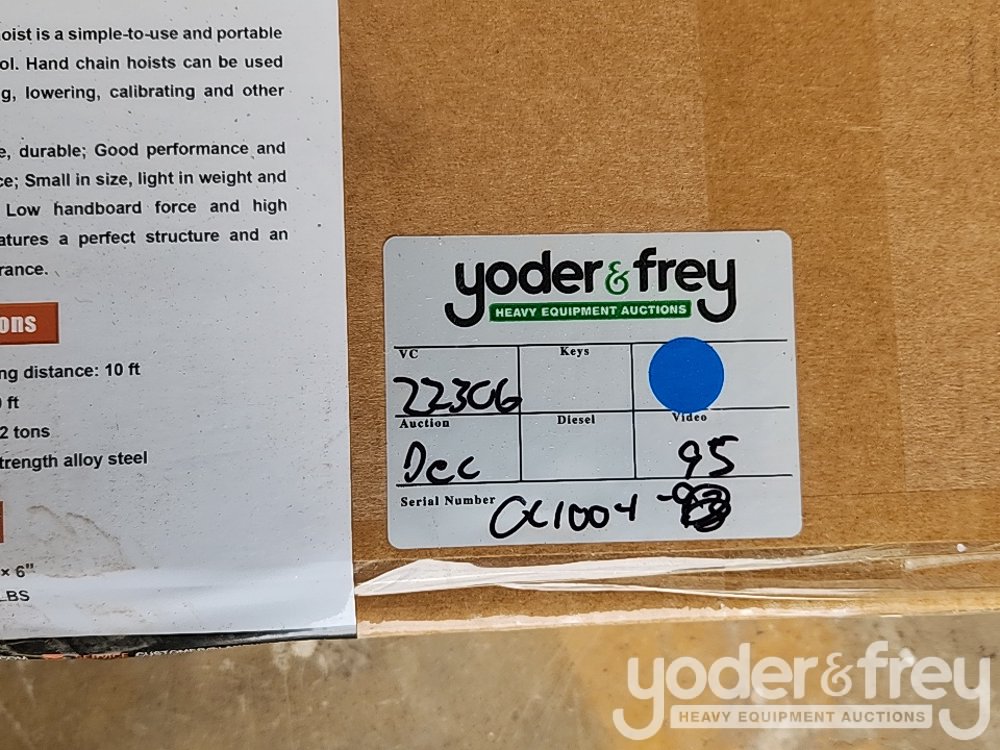 oist is a simple-to-use and portable
ol. Hand chain hoists can be used
g, lowering, calibrating and other
e, durable; Good performance and
ce; Small in size, light in weight and
Low handboard force and high
atures a perfect structure and an
rance.
ons
ng distance: 10 ft
ft
2 tons
trength alloy steel
× 6"
LBS
yoder & frey
HEAVY EQUIPMENT AUCTIONS
VC
Keys
22306
Auction
Diesel
Video
Dec
95
Serial Number
yoder & frey
HEAVY EQUIPMENT AUCTIONS